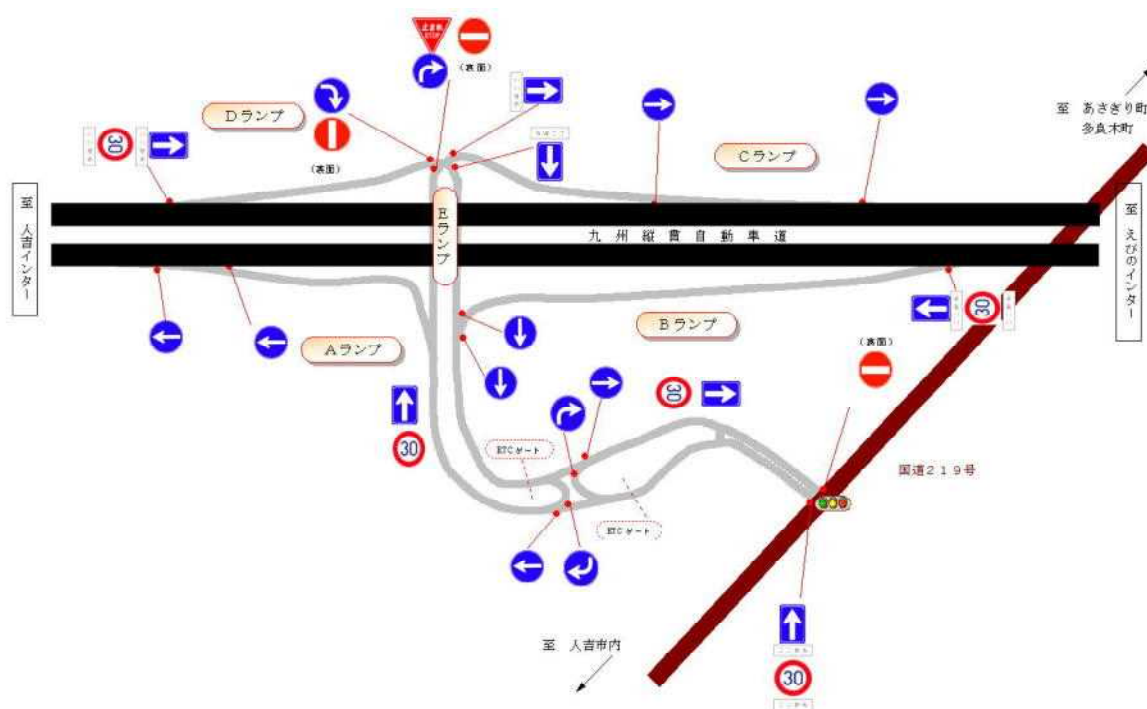 止まれ
STOP
(裏面)
Dランプ
(裏面)
30
Cランプ
至 あさぎり町
多良木町
至 人吉インター
Eランプ
九州縦貫自動車道
至 えびのインター
Aランプ
Bランプ
30
(裏面)
30
30
ETCゲート
ETCゲート
国道219号
至 人吉市内
30